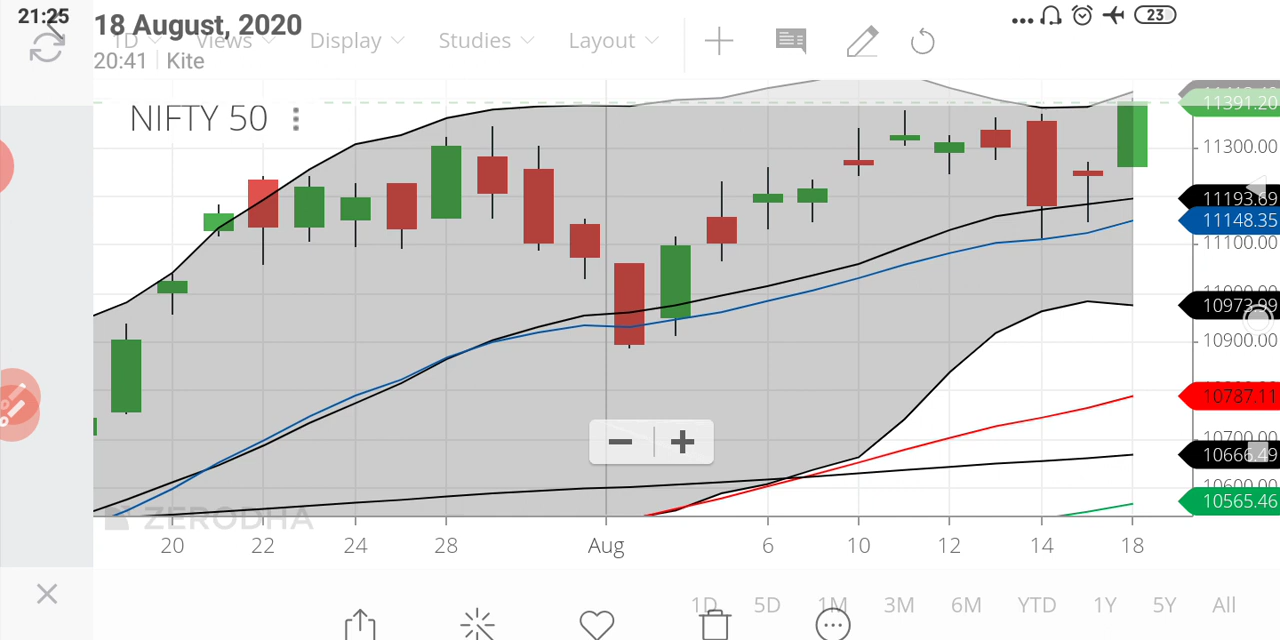 21:25
18 August, 2020
20:41 Kite
23
1D Views Display Studies Layout
NIFTY 50
11391.20
11300.00
11193.69
11148.35
11100.00
10973.99
10900.00
10787.11
10700.00
10666.49
10600.00
10565.46
ZERODHA
20 22 24 28 Aug 6 10 12 14 18
1D 5D 1M 3M 6M YTD 1Y 5Y All